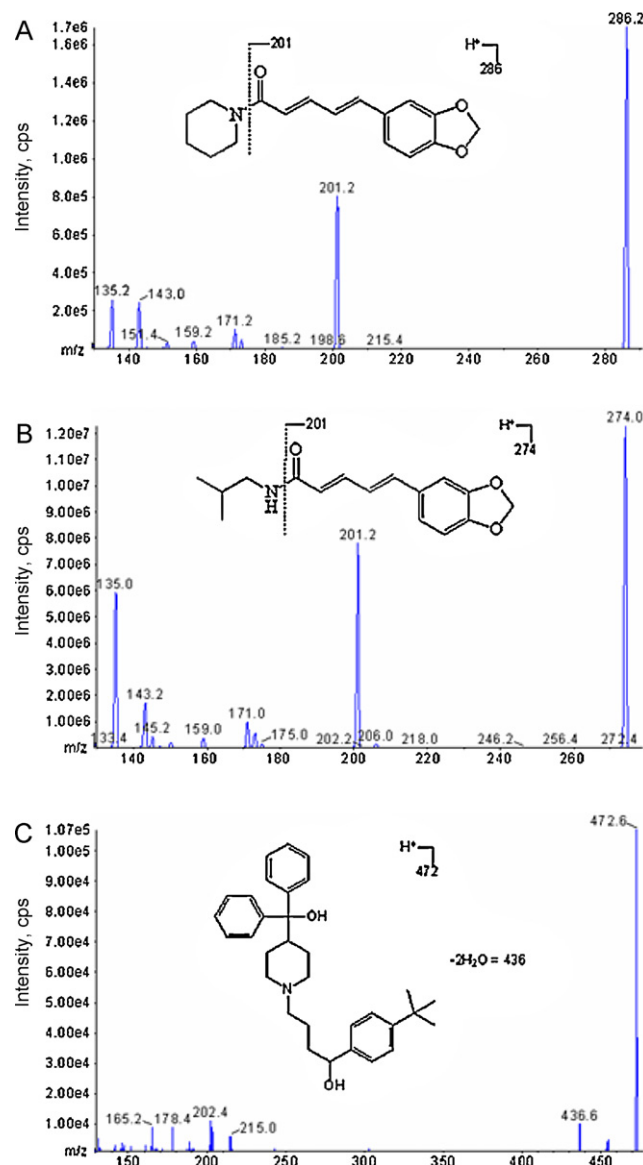 A
Intensity, cps
1.7e6
1.6e6
1.4e6
1.2e6
1.0e6
8.0e5
6.0e5
4.0e5
2.0e5
m/z
140
160
180
200
220
240
260
280
201
O
N
O
O
H+
286
286.2
201.2
135.2
143.0
151.4
159.2
171.2
185.2
198.6
215.4
B
Intensity, cps
1.20e7
1.10e7
1.00e7
9.00e6
8.00e6
7.00e6
6.00e6
5.00e6
4.00e6
3.00e6
2.00e6
1.00e6
m/z
140
160
180
200
220
240
260
201
O
N
H
O
O
H+
274
274.0
201.2
135.0
143.2
133.4
145.2
159.0
171.0
175.0
202.2
206.0
218.0
246.2
256.4
272.4
C
Intensity, cps
1.07e5
1.00e5
9.00e4
8.00e4
7.00e4
6.00e4
5.00e4
4.00e4
3.00e4
2.00e4
1.00e4
m/z
150
200
250
300
350
400
450
H+
472
472.6
OH
N
OH
-2H₂O = 436
165.2
178.4
202.4
215.0
436.6